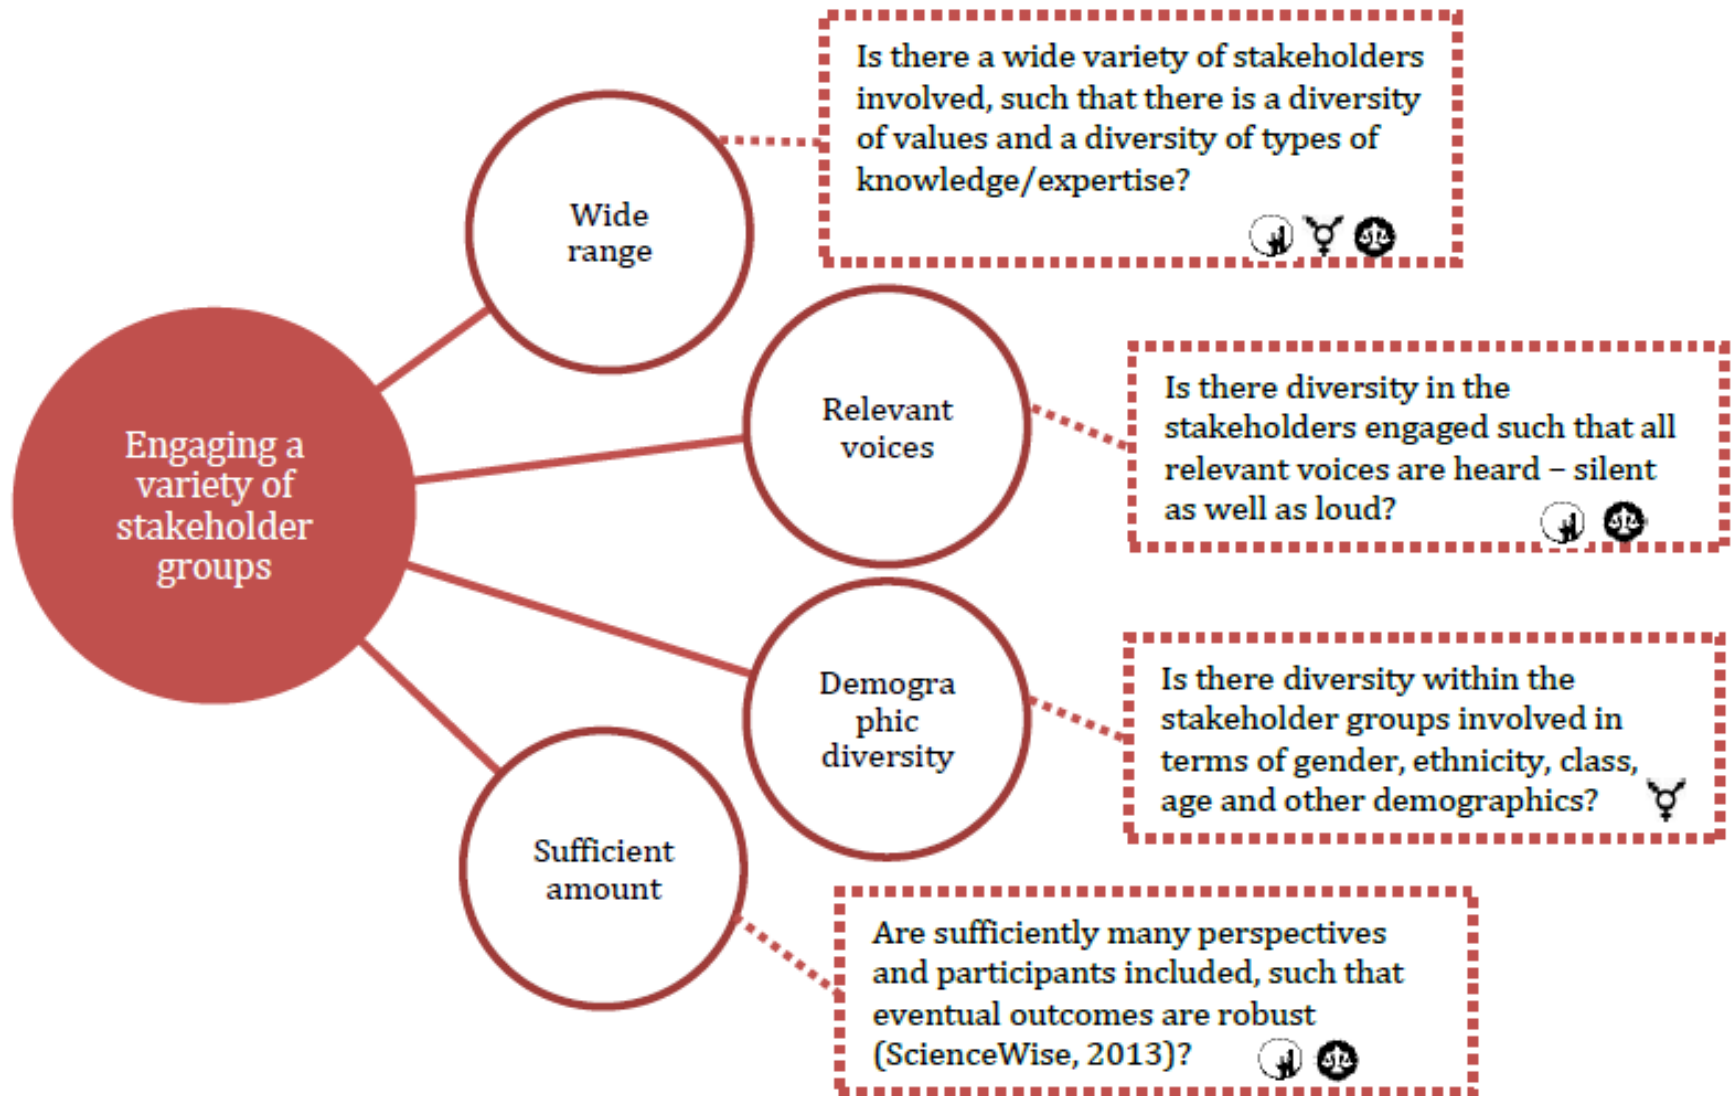 Is there a wide variety of stakeholders
involved, such that there is a diversity
of values and a diversity of types of
knowledge/expertise?
Wide
range
Relevant
voices
Is there diversity in the
stakeholders engaged such that all
relevant voices are heard – silent
as well as loud?
Engaging a
variety of
stakeholder
groups
Demogra
phic
diversity
Is there diversity within the
stakeholder groups involved in
terms of gender, ethnicity, class,
age and other demographics?
Sufficient
amount
Are sufficiently many perspectives
and participants included, such that
eventual outcomes are robust
(ScienceWise, 2013)?